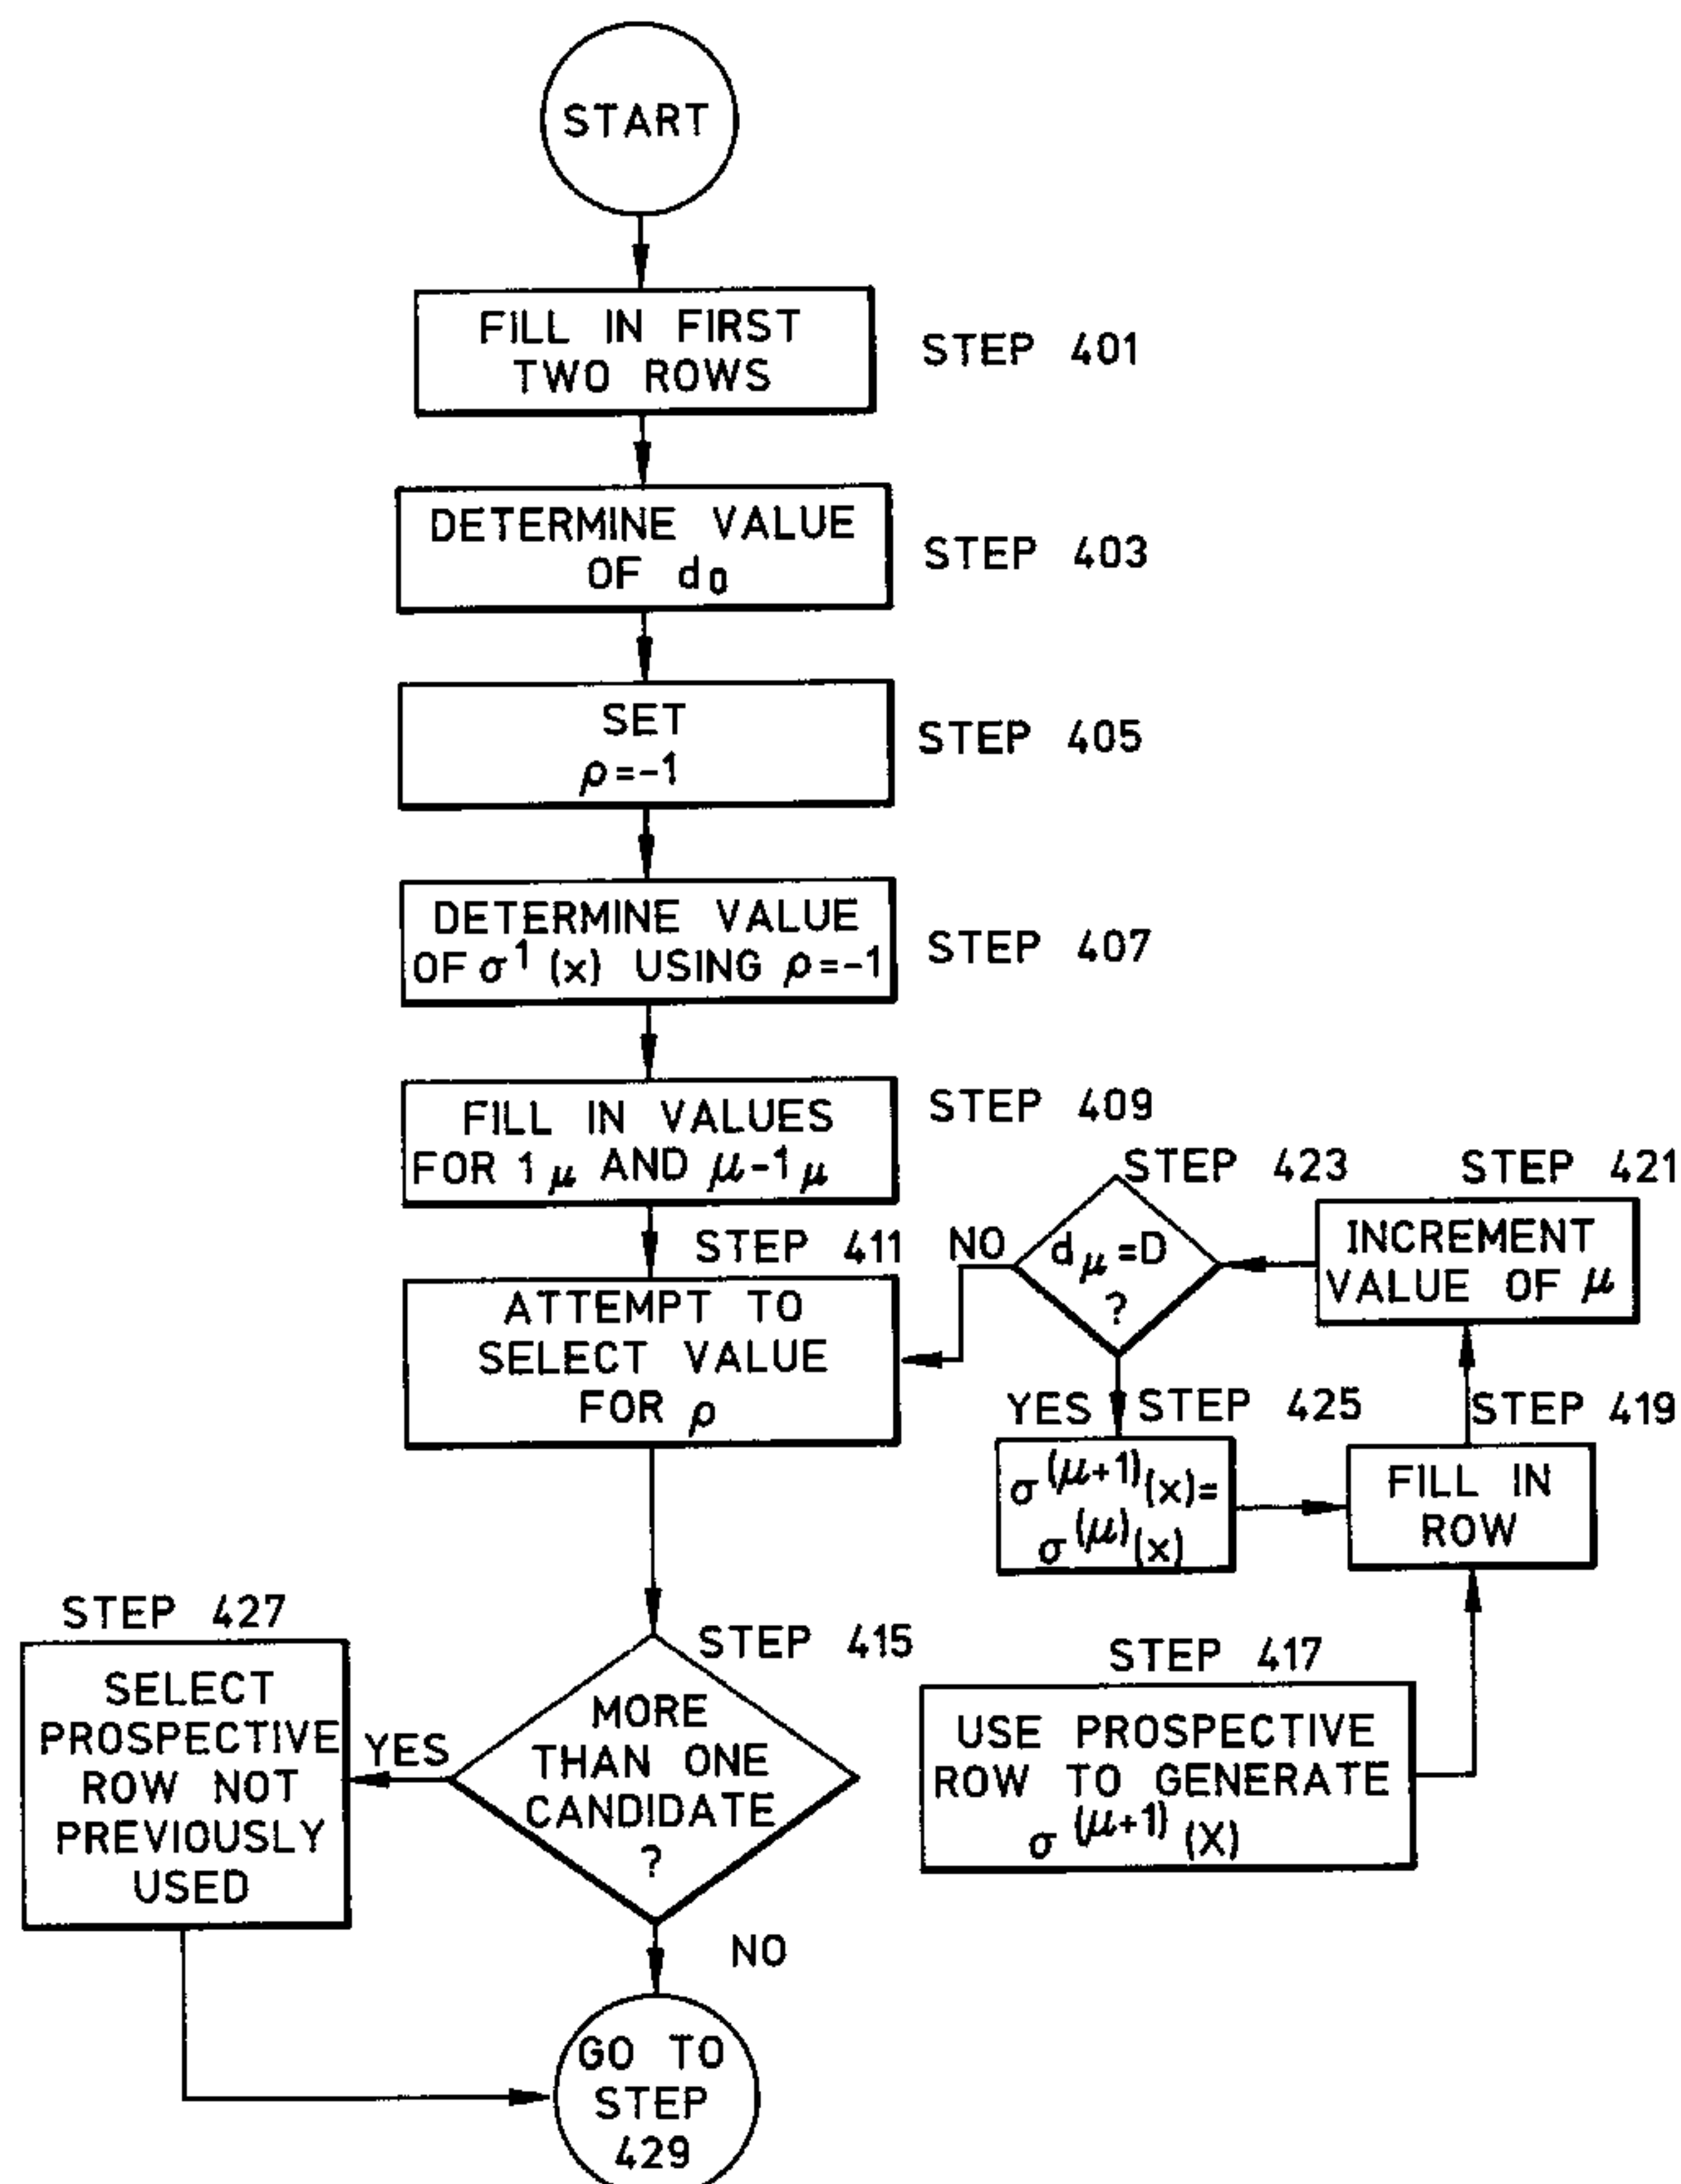 START
FILL IN FIRST
TWO ROWS
STEP 401
DETERMINE VALUE
OF d0
STEP 403
SET
ρ=-1
STEP 405
DETERMINE VALUE
OF σ1 (x) USING ρ=-1
STEP 407
FILL IN VALUES
FOR 1μ AND μ-1μ
STEP 409
STEP 411
ATTEMPT TO
SELECT VALUE
FOR ρ
STEP 423
NO
dμ=D
?
YES
STEP 421
INCREMENT
VALUE OF μ
STEP 425
σ(μ+1)(x)=
σ(μ)(x)
STEP 419
FILL IN
ROW
STEP 427
SELECT
PROSPECTIVE
ROW NOT
PREVIOUSLY
USED
YES
STEP 415
MORE
THAN ONE
CANDIDATE
?
NO
STEP 417
USE PROSPECTIVE
ROW TO GENERATE
σ(μ+1)(X)
GO TO
STEP
429